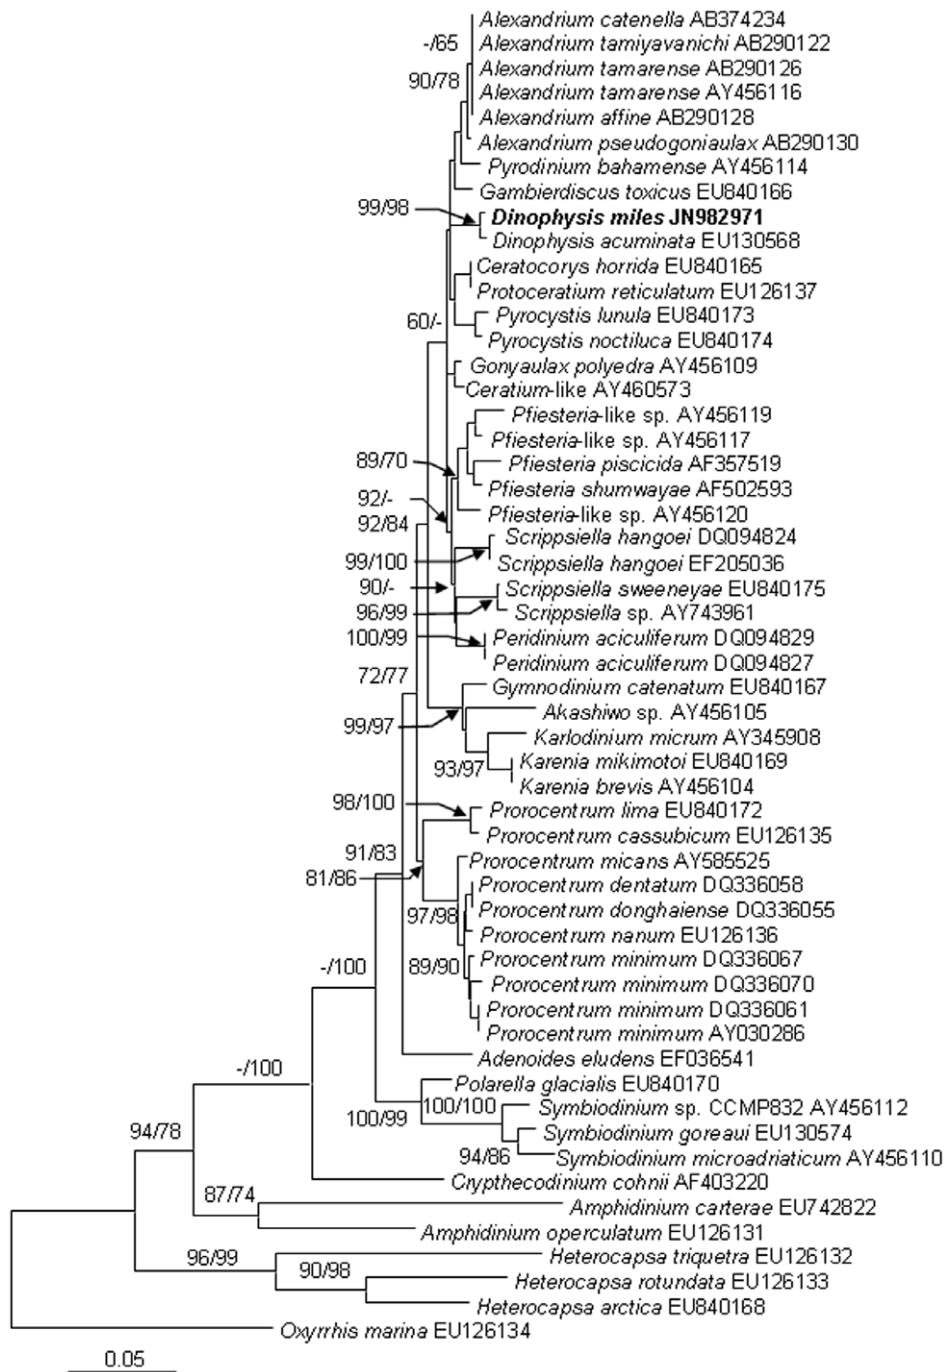 Alexandrium catenella AB374234
-/65
Alexandrium tamiyavanichi AB290122
Alexandrium tamarense AB290126
90/78
Alexandrium tamarense AY456116
Alexandrium affine AB290128
Alexandrium pseudogoniaulax AB290130
Pyrodinium bahamense AY456114
Gambierdiscus toxicus EU840166
99/98
Dinophysis miles JN982971
Dinophysis acuminata EU130568
Ceratocorys horrida EU840165
Protoceratium reticulatum EU126137
Pyrocystis lunula EU840173
60/-
Pyrocystis noctiluca EU840174
Gonyaulax polyedra AY456109
Ceratium-like AY460573
Pfiesteria-like sp. AY456119
Pfiesteria-like sp. AY456117
89/70
Pfiesteria piscicida AF357519
Pfiesteria shumwayae AF502593
92/-
Pfiesteria-like sp. AY456120
92/84
Scrippsiella hangoei DQ094824
99/100
Scrippsiella hangoei EF205036
90/-
Scrippsiella sweeneyae EU840175
96/99
Scrippsiella sp. AY743961
100/99
Peridinium aciculiferum DQ094829
Peridinium aciculiferum DQ094827
72/77
Gymnodinium catenatum EU840167
Akashiwo sp. AY456105
99/97
Karlodinium micrum AY345908
93/97
Karenia mikimotoi EU840169
Karenia brevis AY456104
98/100
Prorocentrum lima EU840172
Prorocentrum cassubicum EU126135
91/83
Prorocentrum micans AY585525
81/86
Prorocentrum dentatum DQ336058
97/98
Prorocentrum donghaiense DQ336055
Prorocentrum nanum EU126136
89/90
Prorocentrum minimum DQ336067
-/100
Prorocentrum minimum DQ336070
Prorocentrum minimum DQ336061
Prorocentrum minimum AY030286
Adenoides eludens EF036541
-/100
Polarella glacialis EU840170
100/99
100/100
Symbiodinium sp. CCMP832 AY456112
94/78
Symbiodinium goreaui EU130574
94/86
Symbiodinium microadriaticum AY456110
Crypthecodinium cohnii AF403220
87/74
Amphidinium carterae EU742822
Amphidinium operculatum EU126131
96/99
Heterocapsa triquetra EU126132
90/98
Heterocapsa rotundata EU126133
Heterocapsa arctica EU840168
Oxyrrhis marina EU126134
0.05